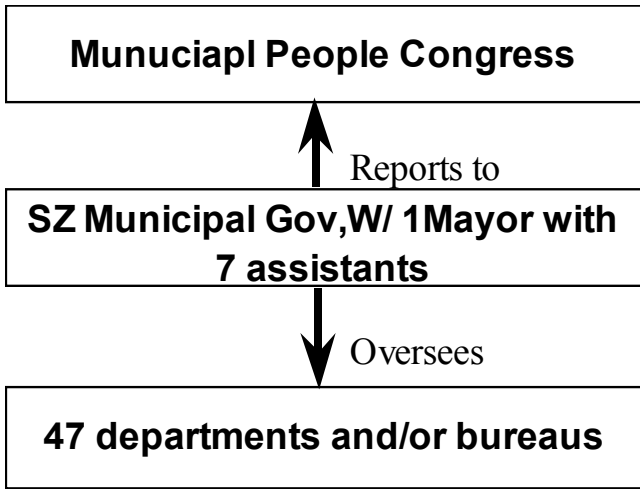 Munuciapl People Congress
Reports to
SZ Municipal Gov,W/ 1Mayor with
7 assistants
Oversees
47 departments and/or bureaus